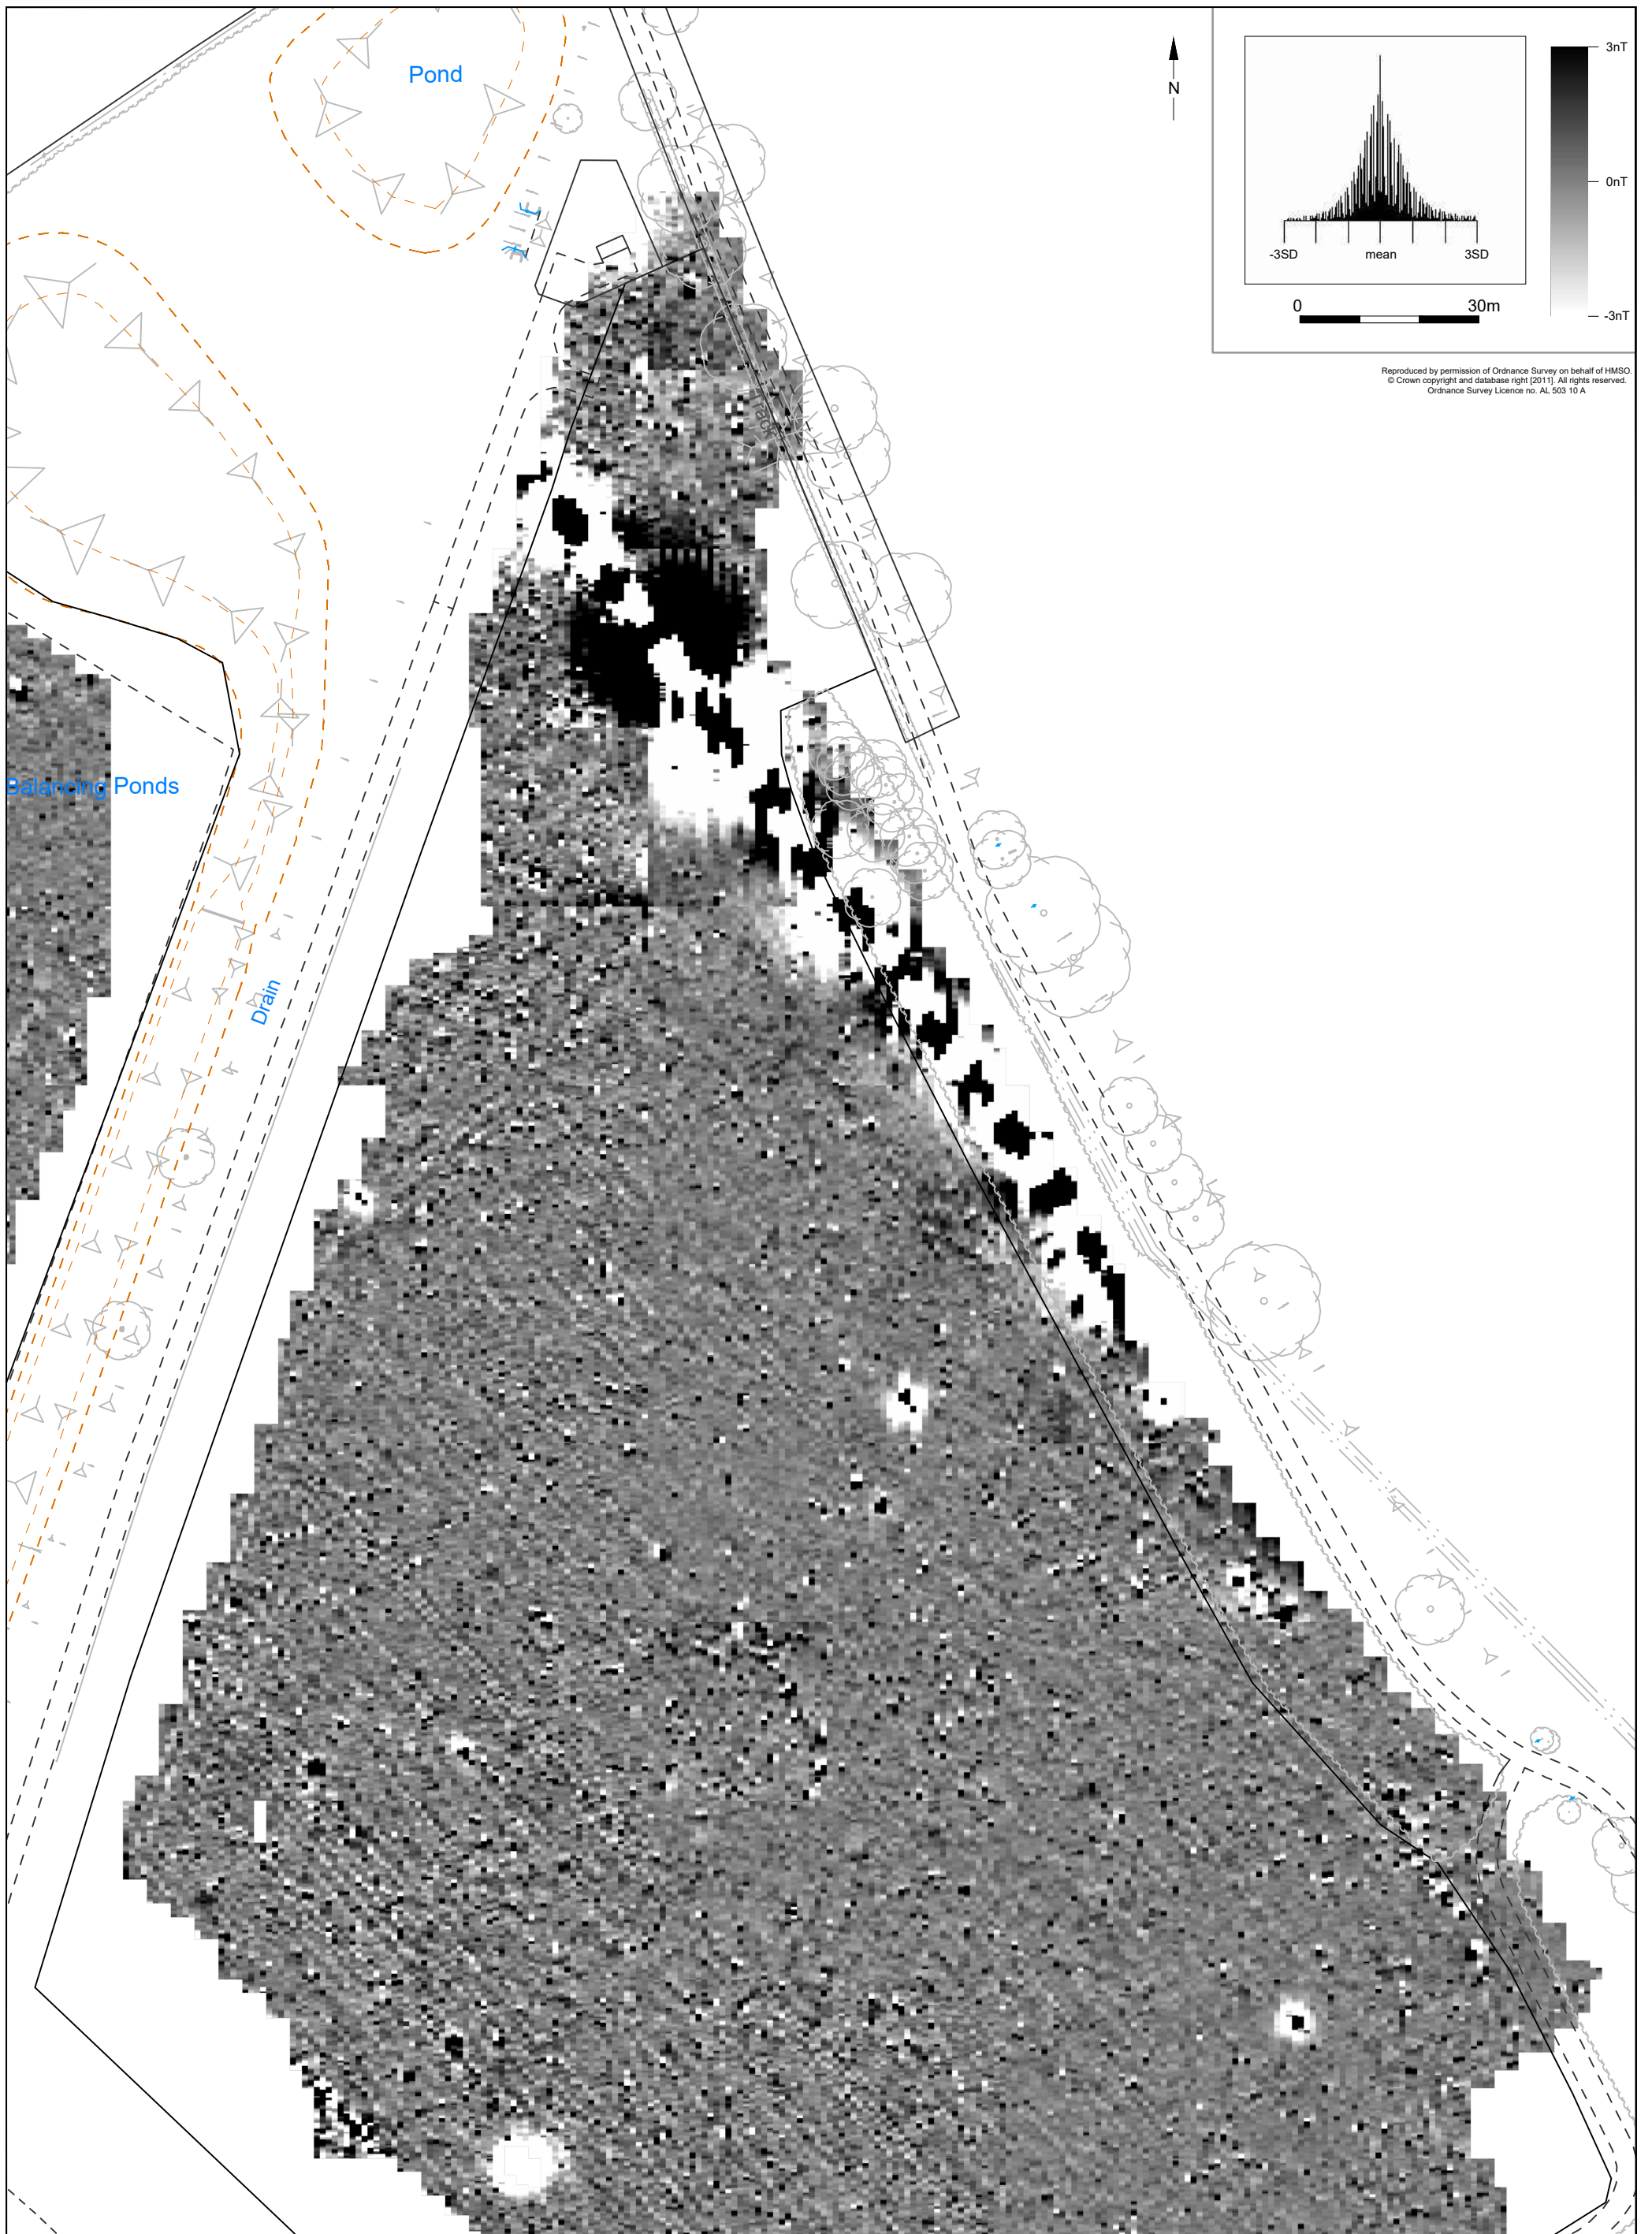 Pond
N
3nT
0nT
-3nT
-3SD
mean
3SD
0
30m
Reproduced by permission of Ordnance Survey on behalf of HMSO.
© Crown copyright and database right [2011]. All rights reserved.
Ordnance Survey Licence no. AL 503 10 A
Track
Balancing Ponds
Drain